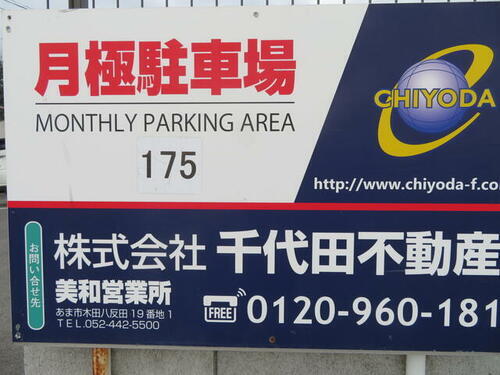 月極駐車場
MONTHLY PARKING AREA
175
CHIYODA
http://www.chiyoda-f.co
お問い合せ先
株式会社 千代田不動産
美和営業所
あま市木田八反田19番地1
TEL.052-442-5500
FREE 0120-960-181